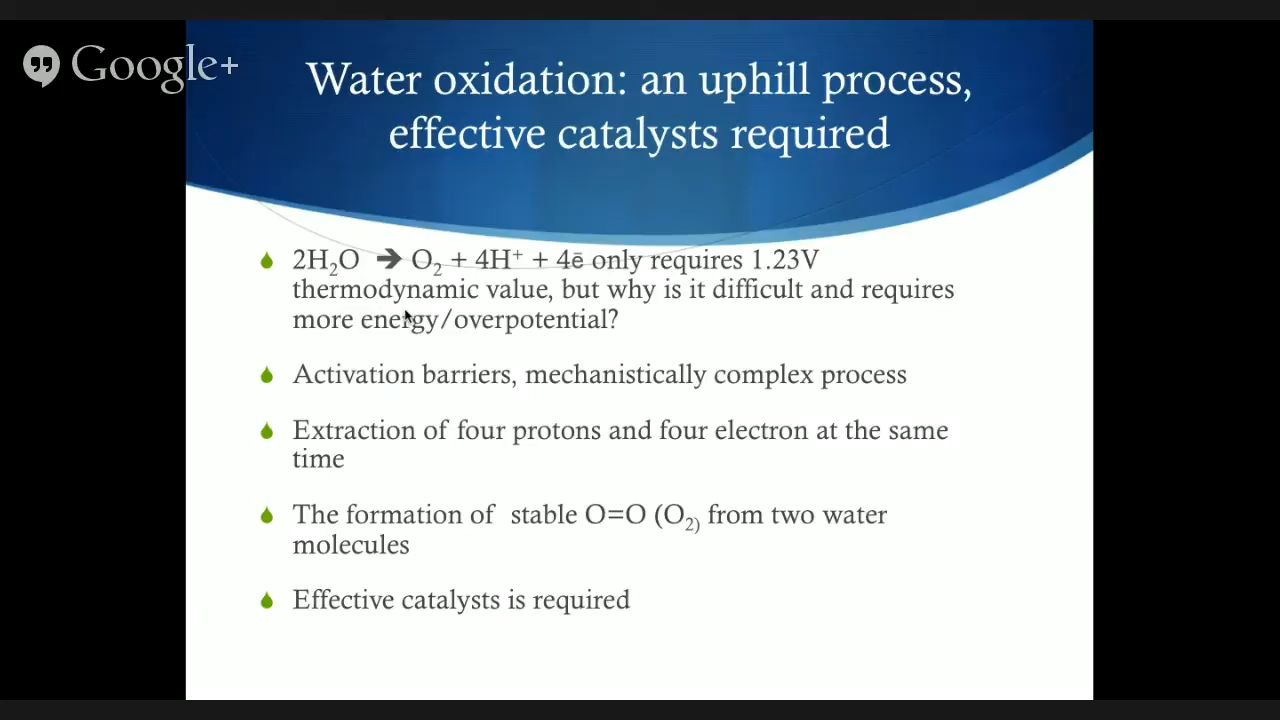 Google+
Water oxidation: an uphill process,
effective catalysts required
2H₂O ➔ O₂ + 4H⁺ + 4ē only requires 1.23V
thermodynamic value, but why is it difficult and requires
more energy/overpotential?
Activation barriers, mechanistically complex process
Extraction of four protons and four electron at the same
time
The formation of stable O=O (O₂₎ from two water
molecules
Effective catalysts is required